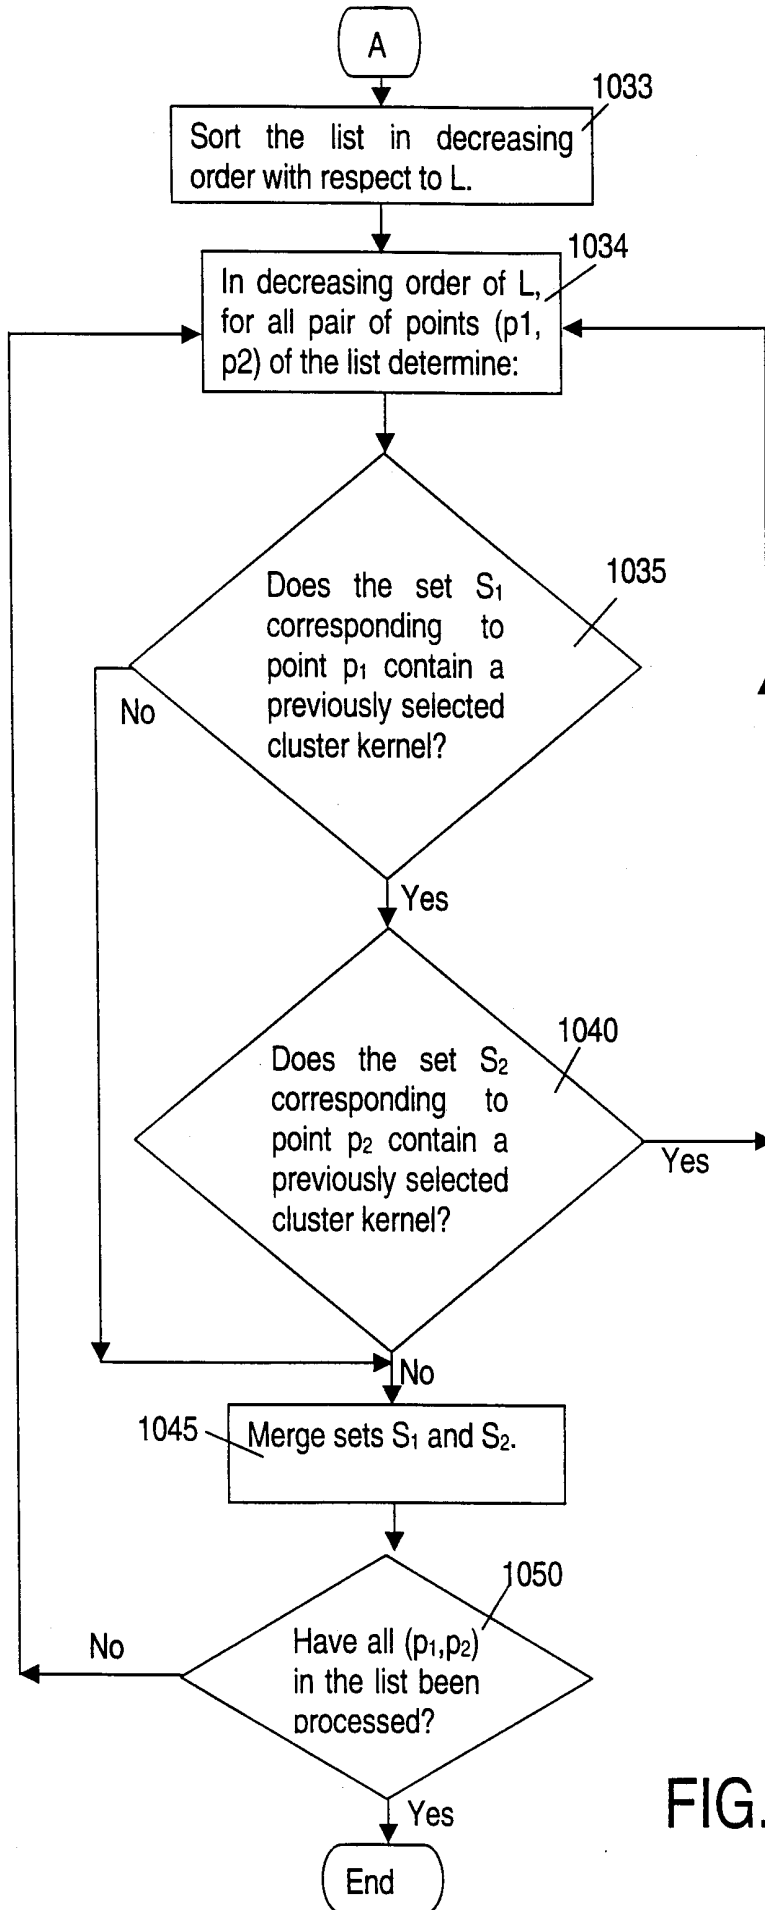 A
1033
Sort the list in decreasing
order with respect to L.
1034
In decreasing order of L,
for all pair of points (p1,
p2) of the list determine:
1035
Does the set S₁
corresponding to
point p₁ contain a
previously selected
cluster kernel?
No
Yes
1040
Does the set S₂
corresponding to
point p₂ contain a
previously selected
cluster kernel?
Yes
No
1045
Merge sets S₁ and S₂.
1050
Have all (p₁,p₂)
in the list been
processed?
No
Yes
FIG.
End